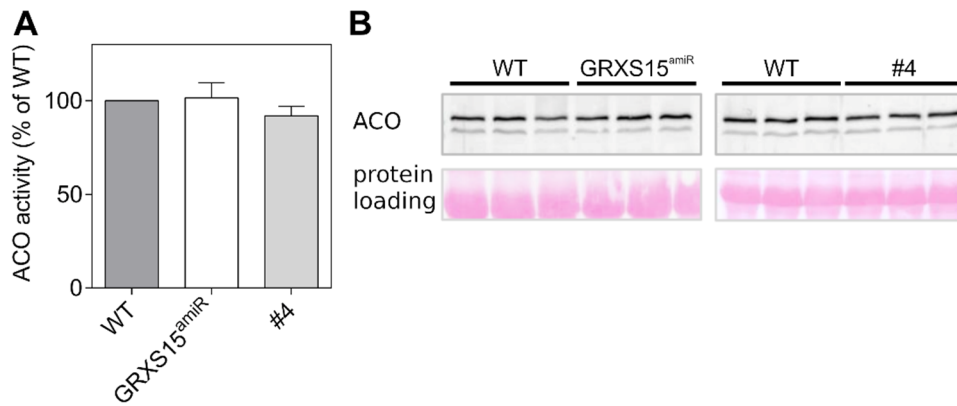 A
ACO activity (% of WT)
100
50
0
WT
GRXS15amiR
#4
B
WT
GRXS15amiR
WT
#4
ACO
protein
loading